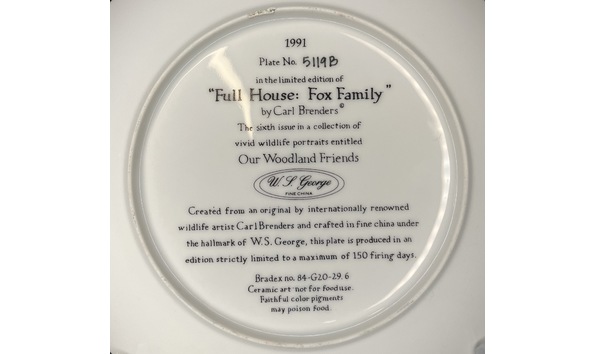 1991
Plate No. 5119B
in the limited edition of
"Full House: Fox Family"
by Carl Brenders©
The sixth issue in a collection of
vivid wildlife portraits entitled
Our Woodland Friends
W. S. George
FINE CHINA
Created from an original by internationally renowned
wildlife artist Carl Brenders and crafted in fine china under
the hallmark of W. S. George, this plate is produced in an
edition strictly limited to a maximum of 150 firing days.
Bradex no. 84-G20-29.6
Ceramic art not for food use.
Faithful color pigments
may poison food.